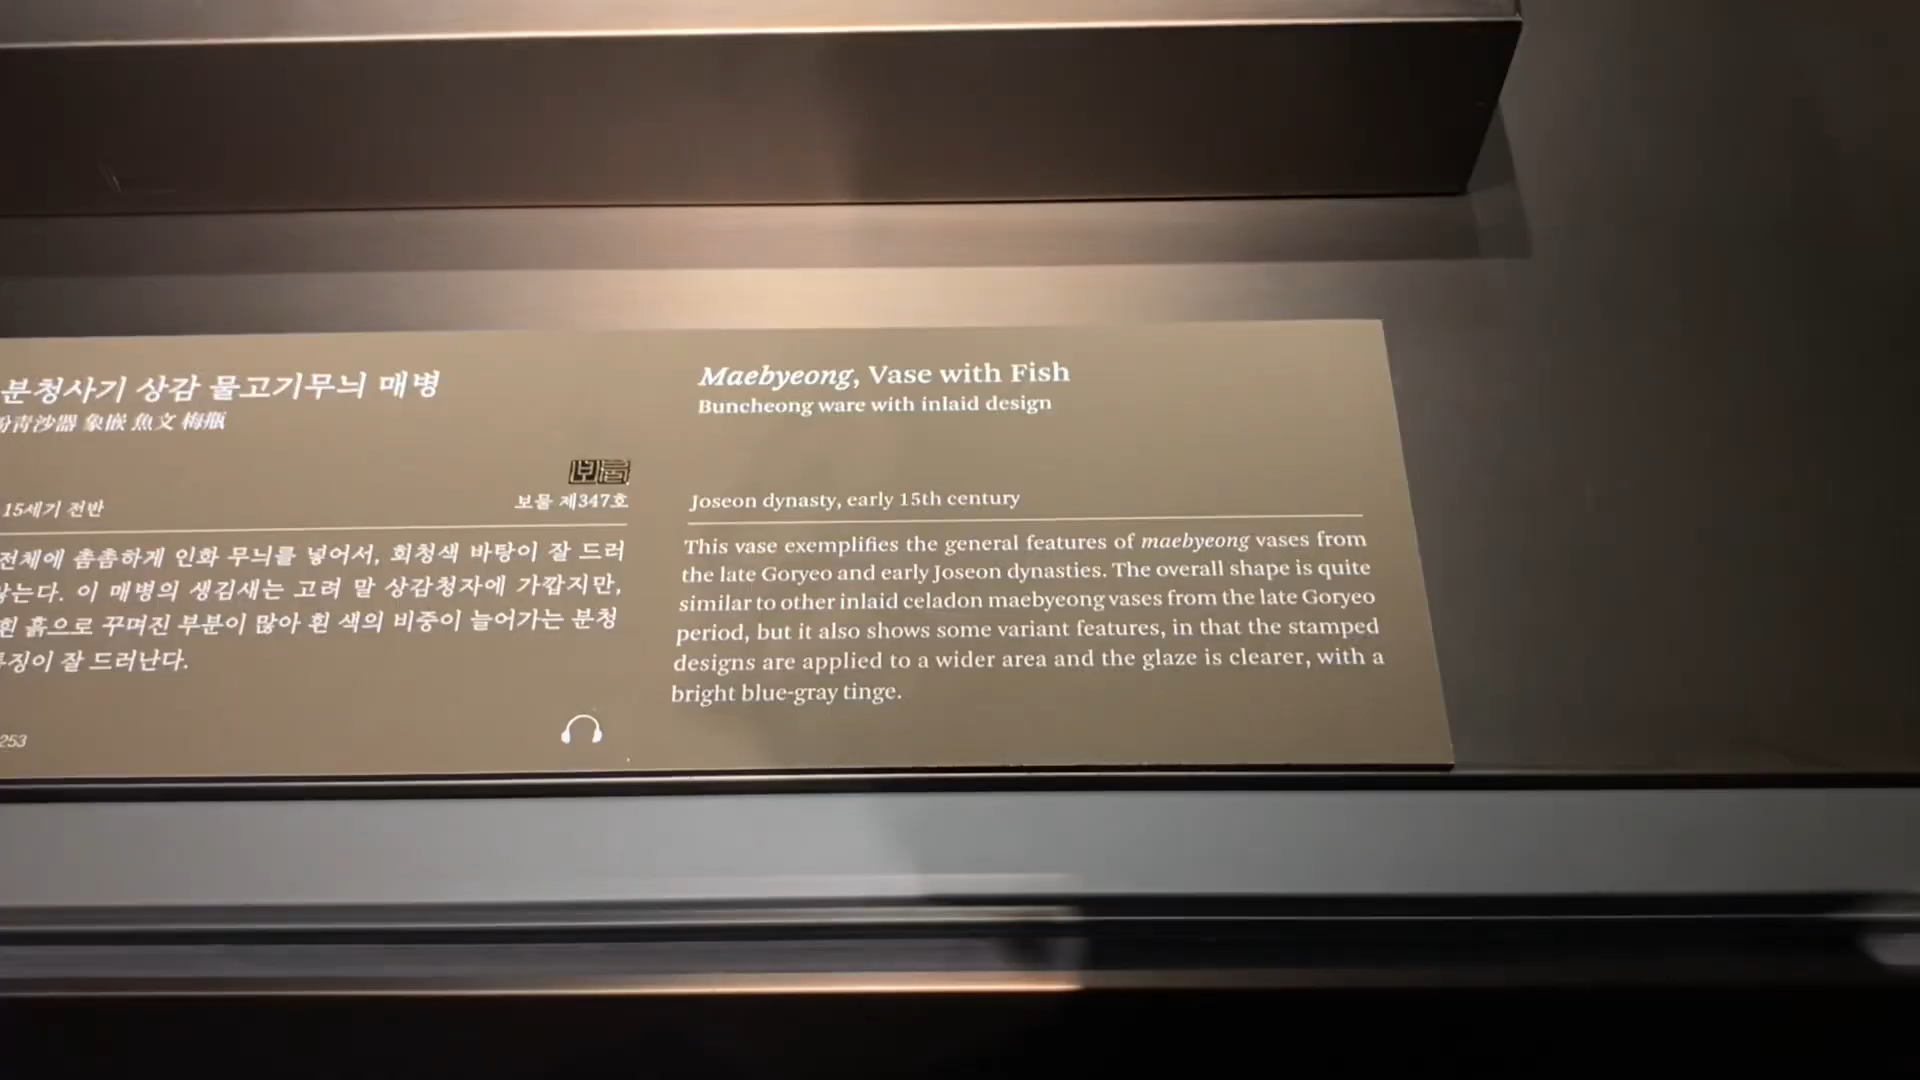 분청사기 상감 물고기무늬 매병
粉靑沙器 象嵌 魚文 梅瓶
보물
15세기 전반
보물 제347호
전체에 촘촘하게 인화 무늬를 넣어서, 회청색 바탕이 잘 드러
않는다. 이 매병의 생김새는 고려 말 상감청자에 가깝지만,
흰 흙으로 꾸며진 부분이 많아 흰 색의 비중이 늘어가는 분청
특징이 잘 드러난다.
253
Maebyeong, Vase with Fish
Buncheong ware with inlaid design
Joseon dynasty, early 15th century
This vase exemplifies the general features of maebyeong vases from
the late Goryeo and early Joseon dynasties. The overall shape is quite
similar to other inlaid celadon maebyeong vases from the late Goryeo
period, but it also shows some variant features, in that the stamped
designs are applied to a wider area and the glaze is clearer, with a
bright blue-gray tinge.